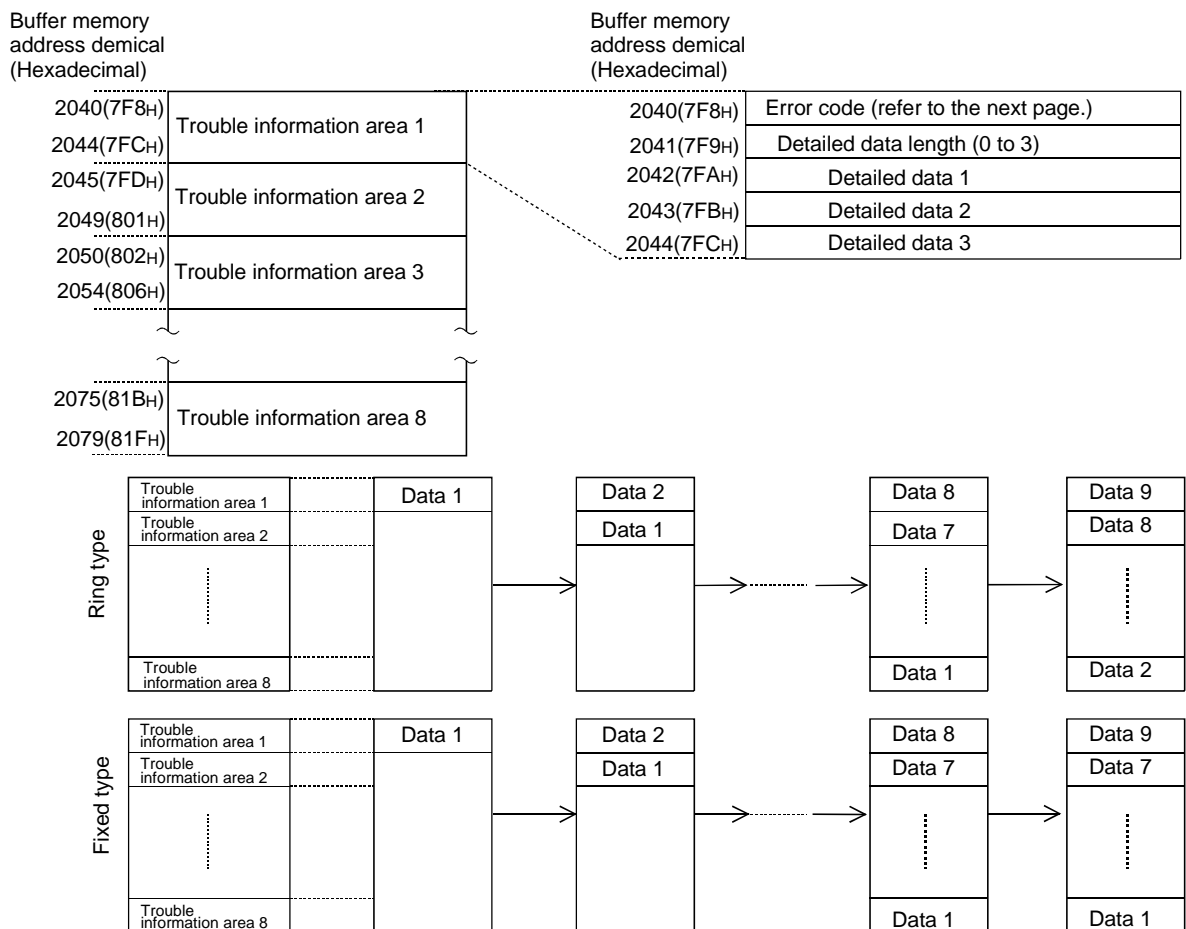 Buffer memory
address demical
(Hexadecimal)
2040(7F8H)
2044(7FCH)
Trouble information area 1
2045(7FDH)
2049(801H)
Trouble information area 2
2050(802H)
2054(806H)
Trouble information area 3
2075(81BH)
2079(81FH)
Trouble information area 8
Buffer memory
address demical
(Hexadecimal)
2040(7F8H) Error code (refer to the next page.)
2041(7F9H) Detailed data length (0 to 3)
2042(7FAH) Detailed data 1
2043(7FBH) Detailed data 2
2044(7FCH) Detailed data 3
Ring type
Trouble
information area 1
Trouble
information area 2
Trouble
information area 8
Data 1
Data 2
Data 1
Data 8
Data 7
Data 1
Data 9
Data 8
Data 2
Fixed type
Trouble
information area 1
Trouble
information area 2
Trouble
information area 8
Data 1
Data 2
Data 1
Data 8
Data 7
Data 1
Data 9
Data 7
Data 1